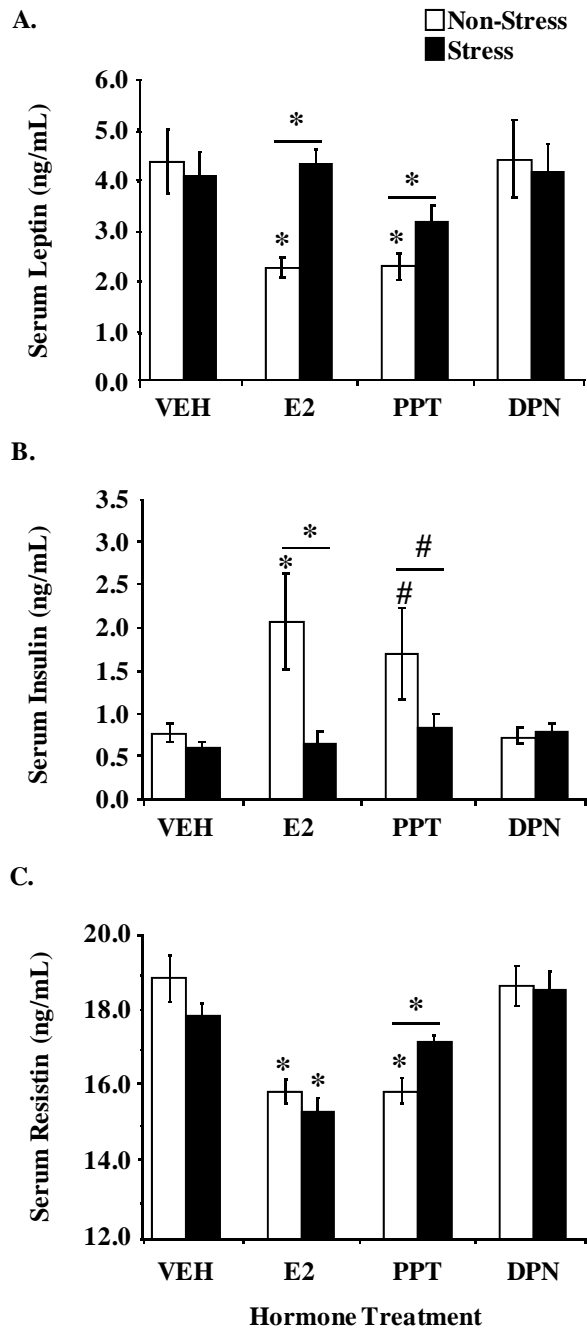 A.
Non-Stress
Stress
6.0
5.0
4.0
3.0
2.0
1.0
0.0
Serum Leptin (ng/mL)
*
*
*
*
VEH E2 PPT DPN
B.
3.5
3.0
2.5
2.0
1.5
1.0
0.5
0.0
Serum Insulin (ng/mL)
*
*
#
#
VEH E2 PPT DPN
C.
20.0
18.0
16.0
14.0
12.0
Serum Resistin (ng/mL)
*
*
*
*
VEH E2 PPT DPN
Hormone Treatment